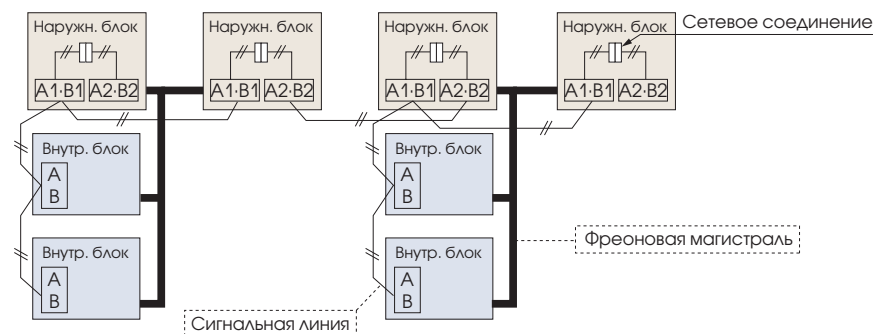 Наружн. блок
A1·B1 A2·B2
Наружн. блок
A1·B1 A2·B2
Наружн. блок
A1·B1 A2·B2
Наружн. блок
A1·B1 A2·B2
Сетевое соединение
Внутр. блок
A
B
Внутр. блок
A
B
Внутр. блок
A
B
Внутр. блок
A
B
Фреоновая магистраль
Сигнальная линия